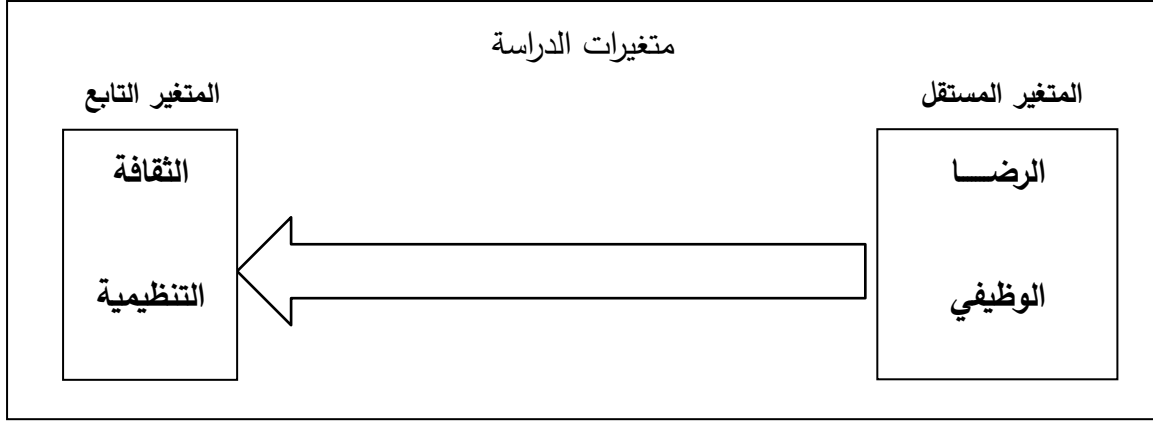 متغيرات الدراسة
المتغير المستقل
المتغير التابع
الرضـــا
الوظيفي
الثقافة
التنظيمية